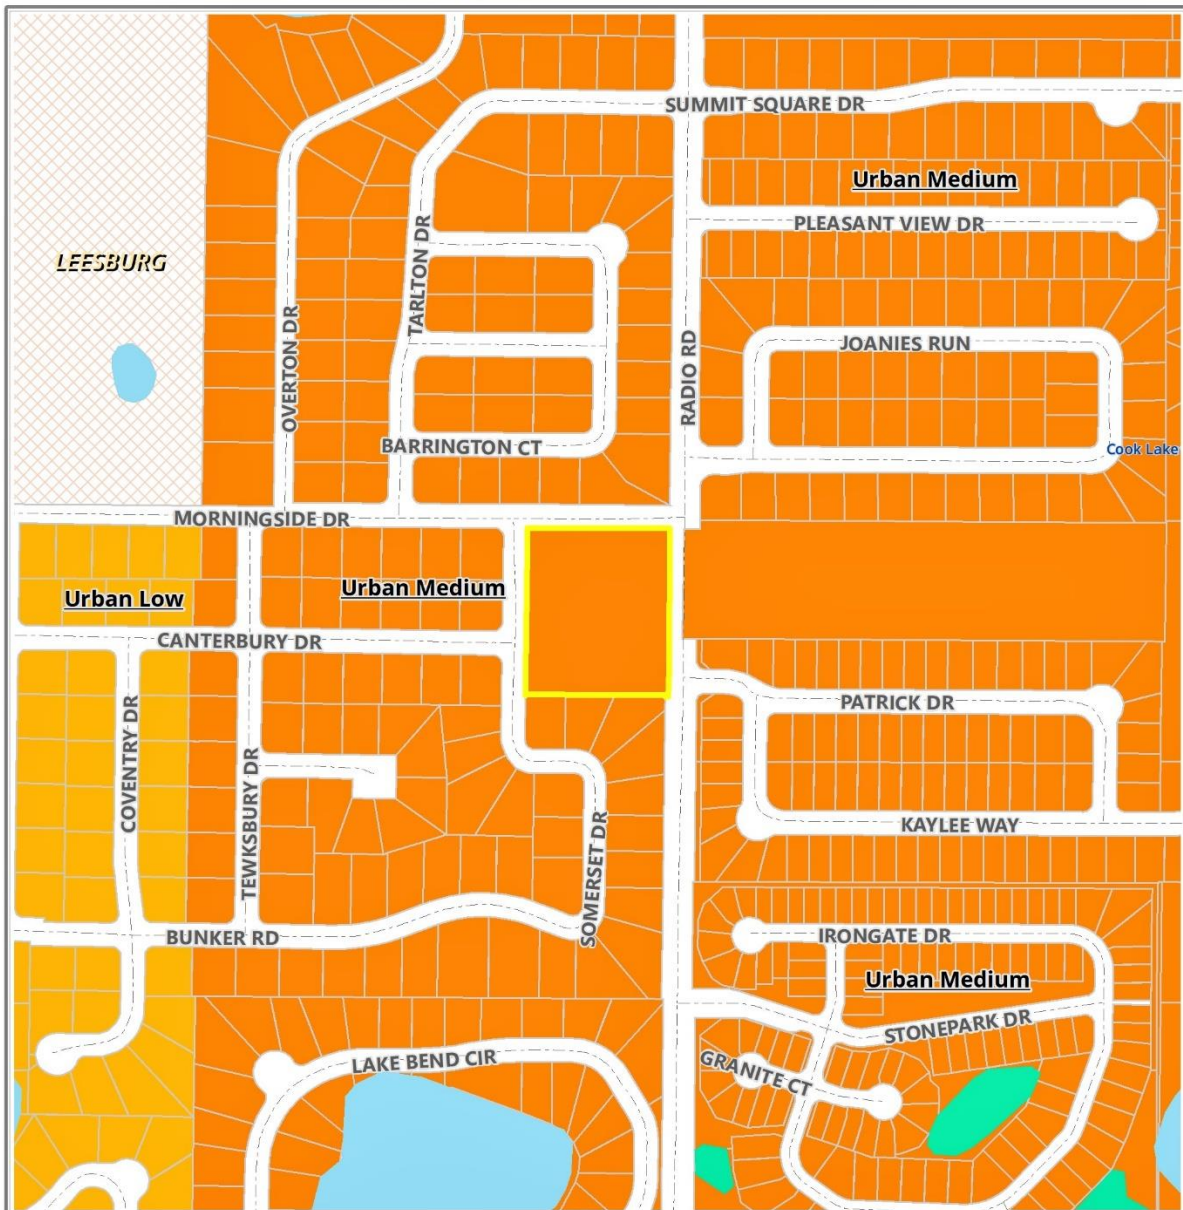 SUMMIT SQUARE DR
Urban Medium
PLEASANT VIEW DR
LEESBURG
TARLTON DR
OVERTON DR
RADIO RD
JOANIES RUN
BARRINGTON CT
Cook Lake
MORNINGSIDE DR
Urban Low
Urban Medium
CANTERBURY DR
COVENTRY DR
TEWKSBURY DR
PATRICK DR
KAYLEE WAY
SOMERSET DR
BUNKER RD
IRONGATE DR
Urban Medium
STONEPARK DR
LAKE BEND CIR
GRANITE CT